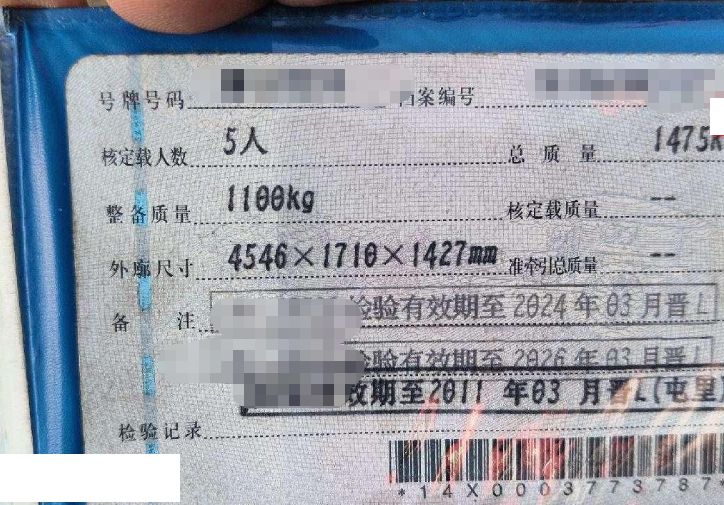 号牌号码 档案编号
核定载人数 5人 总质量 1475k
整备质量 1100kg 核定载质量 --
外廓尺寸 4546×1710×1427mm 准牵引总质量 --
备注 检验有效期至2024年03月晋L
检验有效期至2026年03月晋L
效期至2011年03月晋L(屯里
检验记录
*14X0003773787*